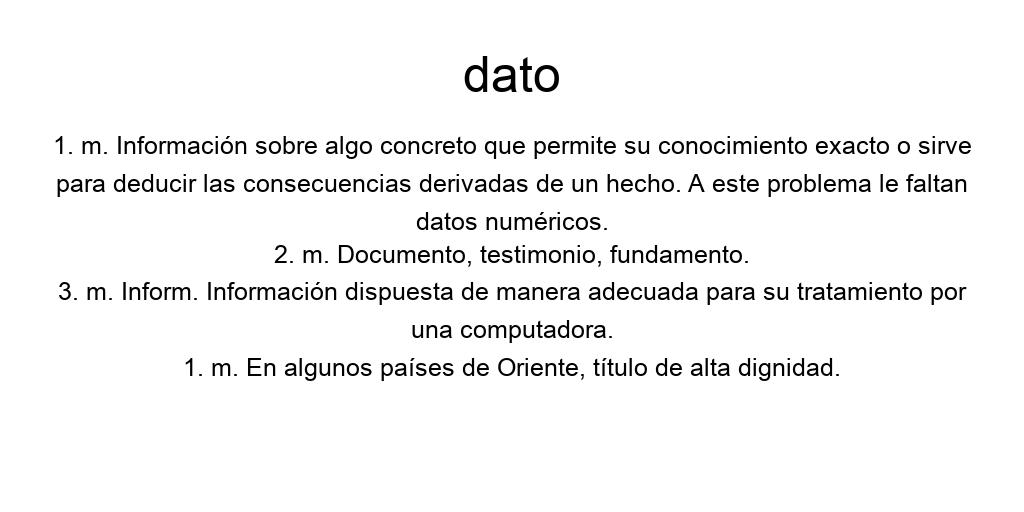 dato
1. m. Información sobre algo concreto que permite su conocimiento exacto o sirve
para deducir las consecuencias derivadas de un hecho. A este problema le faltan
datos numéricos.
2. m. Documento, testimonio, fundamento.
3. m. Inform. Información dispuesta de manera adecuada para su tratamiento por
una computadora.
1. m. En algunos países de Oriente, título de alta dignidad.